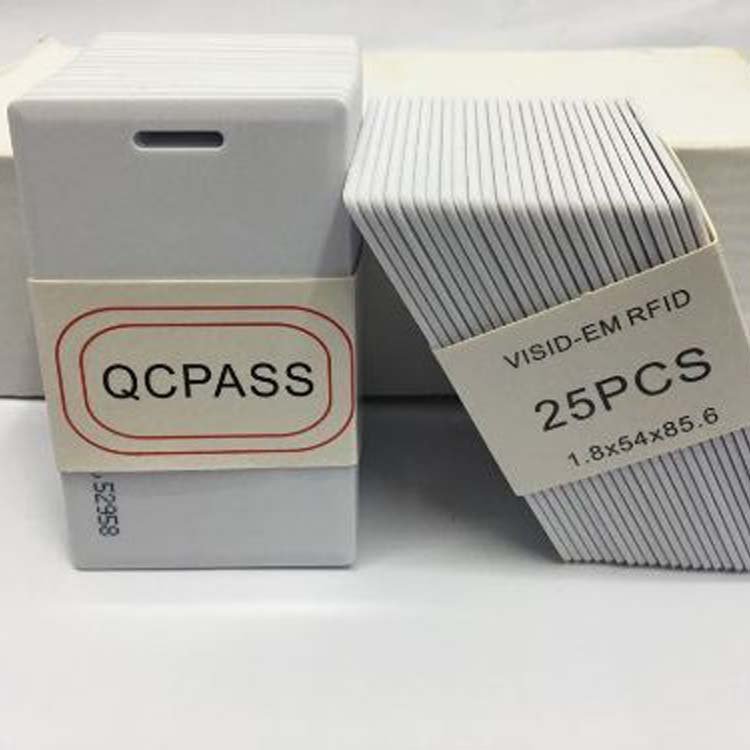 QCPASS
52958
VISID-EM RFID
25PCS
1.8x54x85.6